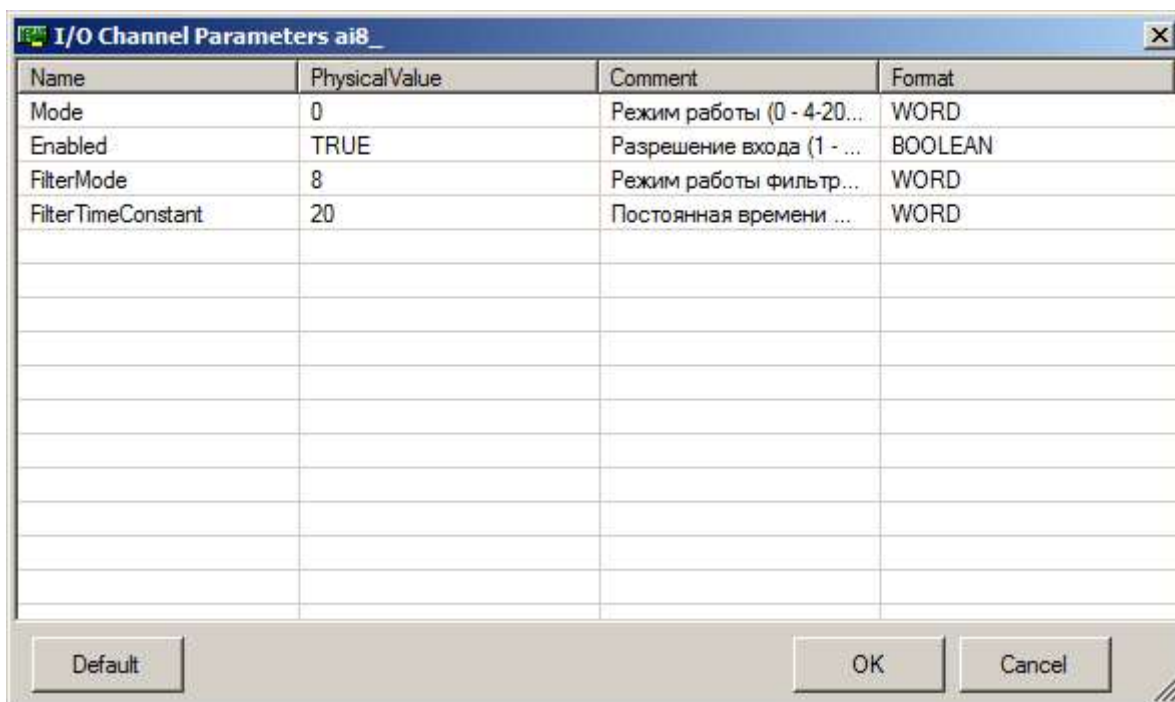 I/O Channel Parameters ai8_
Name PhysicalValue Comment Format
Mode 0 Режим работы (0 - 4-20... WORD
Enabled TRUE Разрешение входа (1 - ... BOOLEAN
FilterMode 8 Режим работы фильтр... WORD
FilterTimeConstant 20 Постоянная времени ... WORD
Default OK Cancel